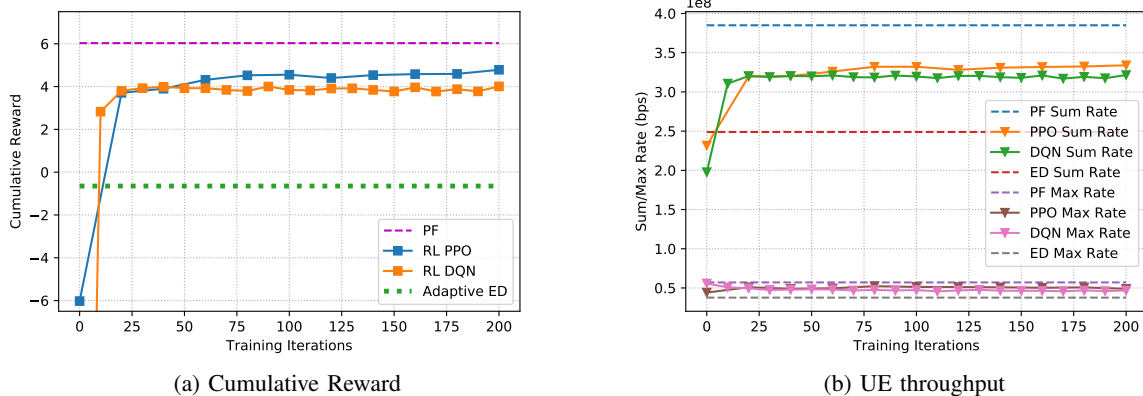 6
4
2
0
−2
−4
−6
Cumulative Reward
PF
RL PPO
RL DQN
Adaptive ED
0 25 50 75 100 125 150 175 200
Training Iterations
(a) Cumulative Reward
1e8
4.0
3.5
3.0
2.5
2.0
1.5
1.0
0.5
Sum/Max Rate (bps)
PF Sum Rate
PPO Sum Rate
DQN Sum Rate
ED Sum Rate
PF Max Rate
PPO Max Rate
DQN Max Rate
ED Max Rate
0 25 50 75 100 125 150 175 200
Training Iterations
(b) UE throughput